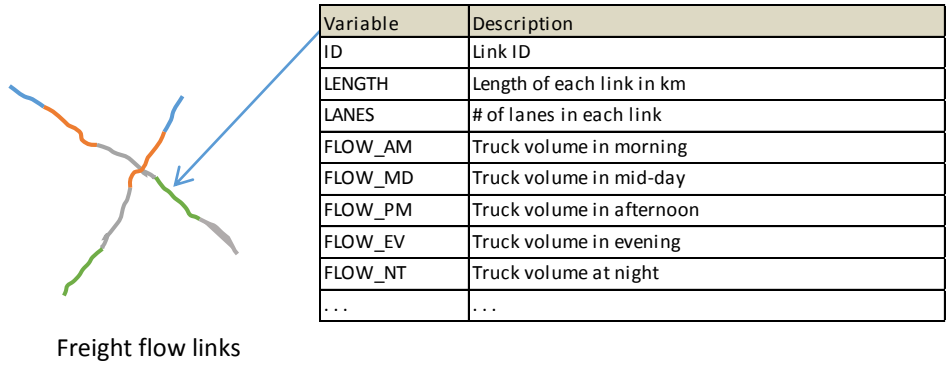 Variable Description
ID Link ID
LENGTH Length of each link in km
LANES # of lanes in each link
FLOW_AM Truck volume in morning
FLOW_MD Truck volume in mid-day
FLOW_PM Truck volume in afternoon
FLOW_EV Truck volume in evening
FLOW_NT Truck volume at night
. . . . . .
Freight flow links